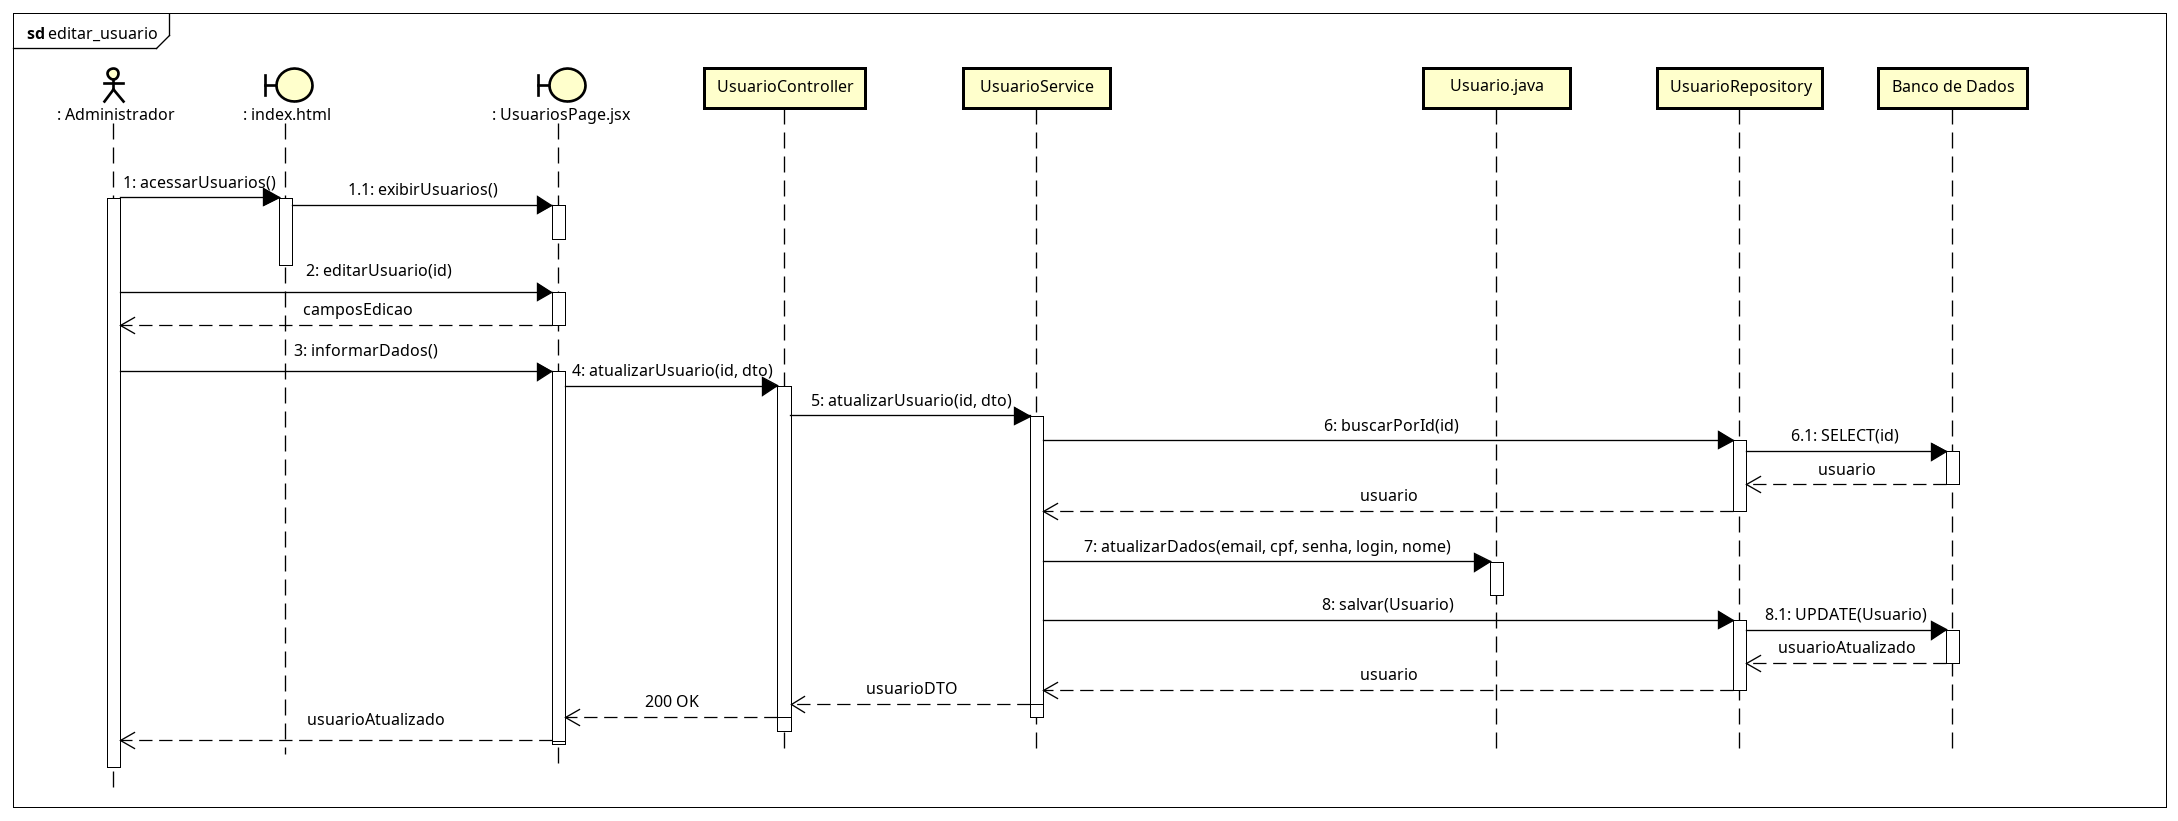 sd editar_usuario
: Administrador
: index.html
: UsuariosPage.jsx
UsuarioController
UsuarioService
Usuario.java
UsuarioRepository
Banco de Dados
1: acessarUsuarios()
1.1: exibirUsuarios()
2: editarUsuario(id)
camposEdicao
3: informarDados()
4: atualizarUsuario(id, dto)
5: atualizarUsuario(id, dto)
6: buscarPorId(id)
6.1: SELECT(id)
usuario
usuario
7: atualizarDados(email, cpf, senha, login, nome)
8: salvar(Usuario)
8.1: UPDATE(Usuario)
usuarioAtualizado
usuario
usuarioDTO
200 OK
usuarioAtualizado